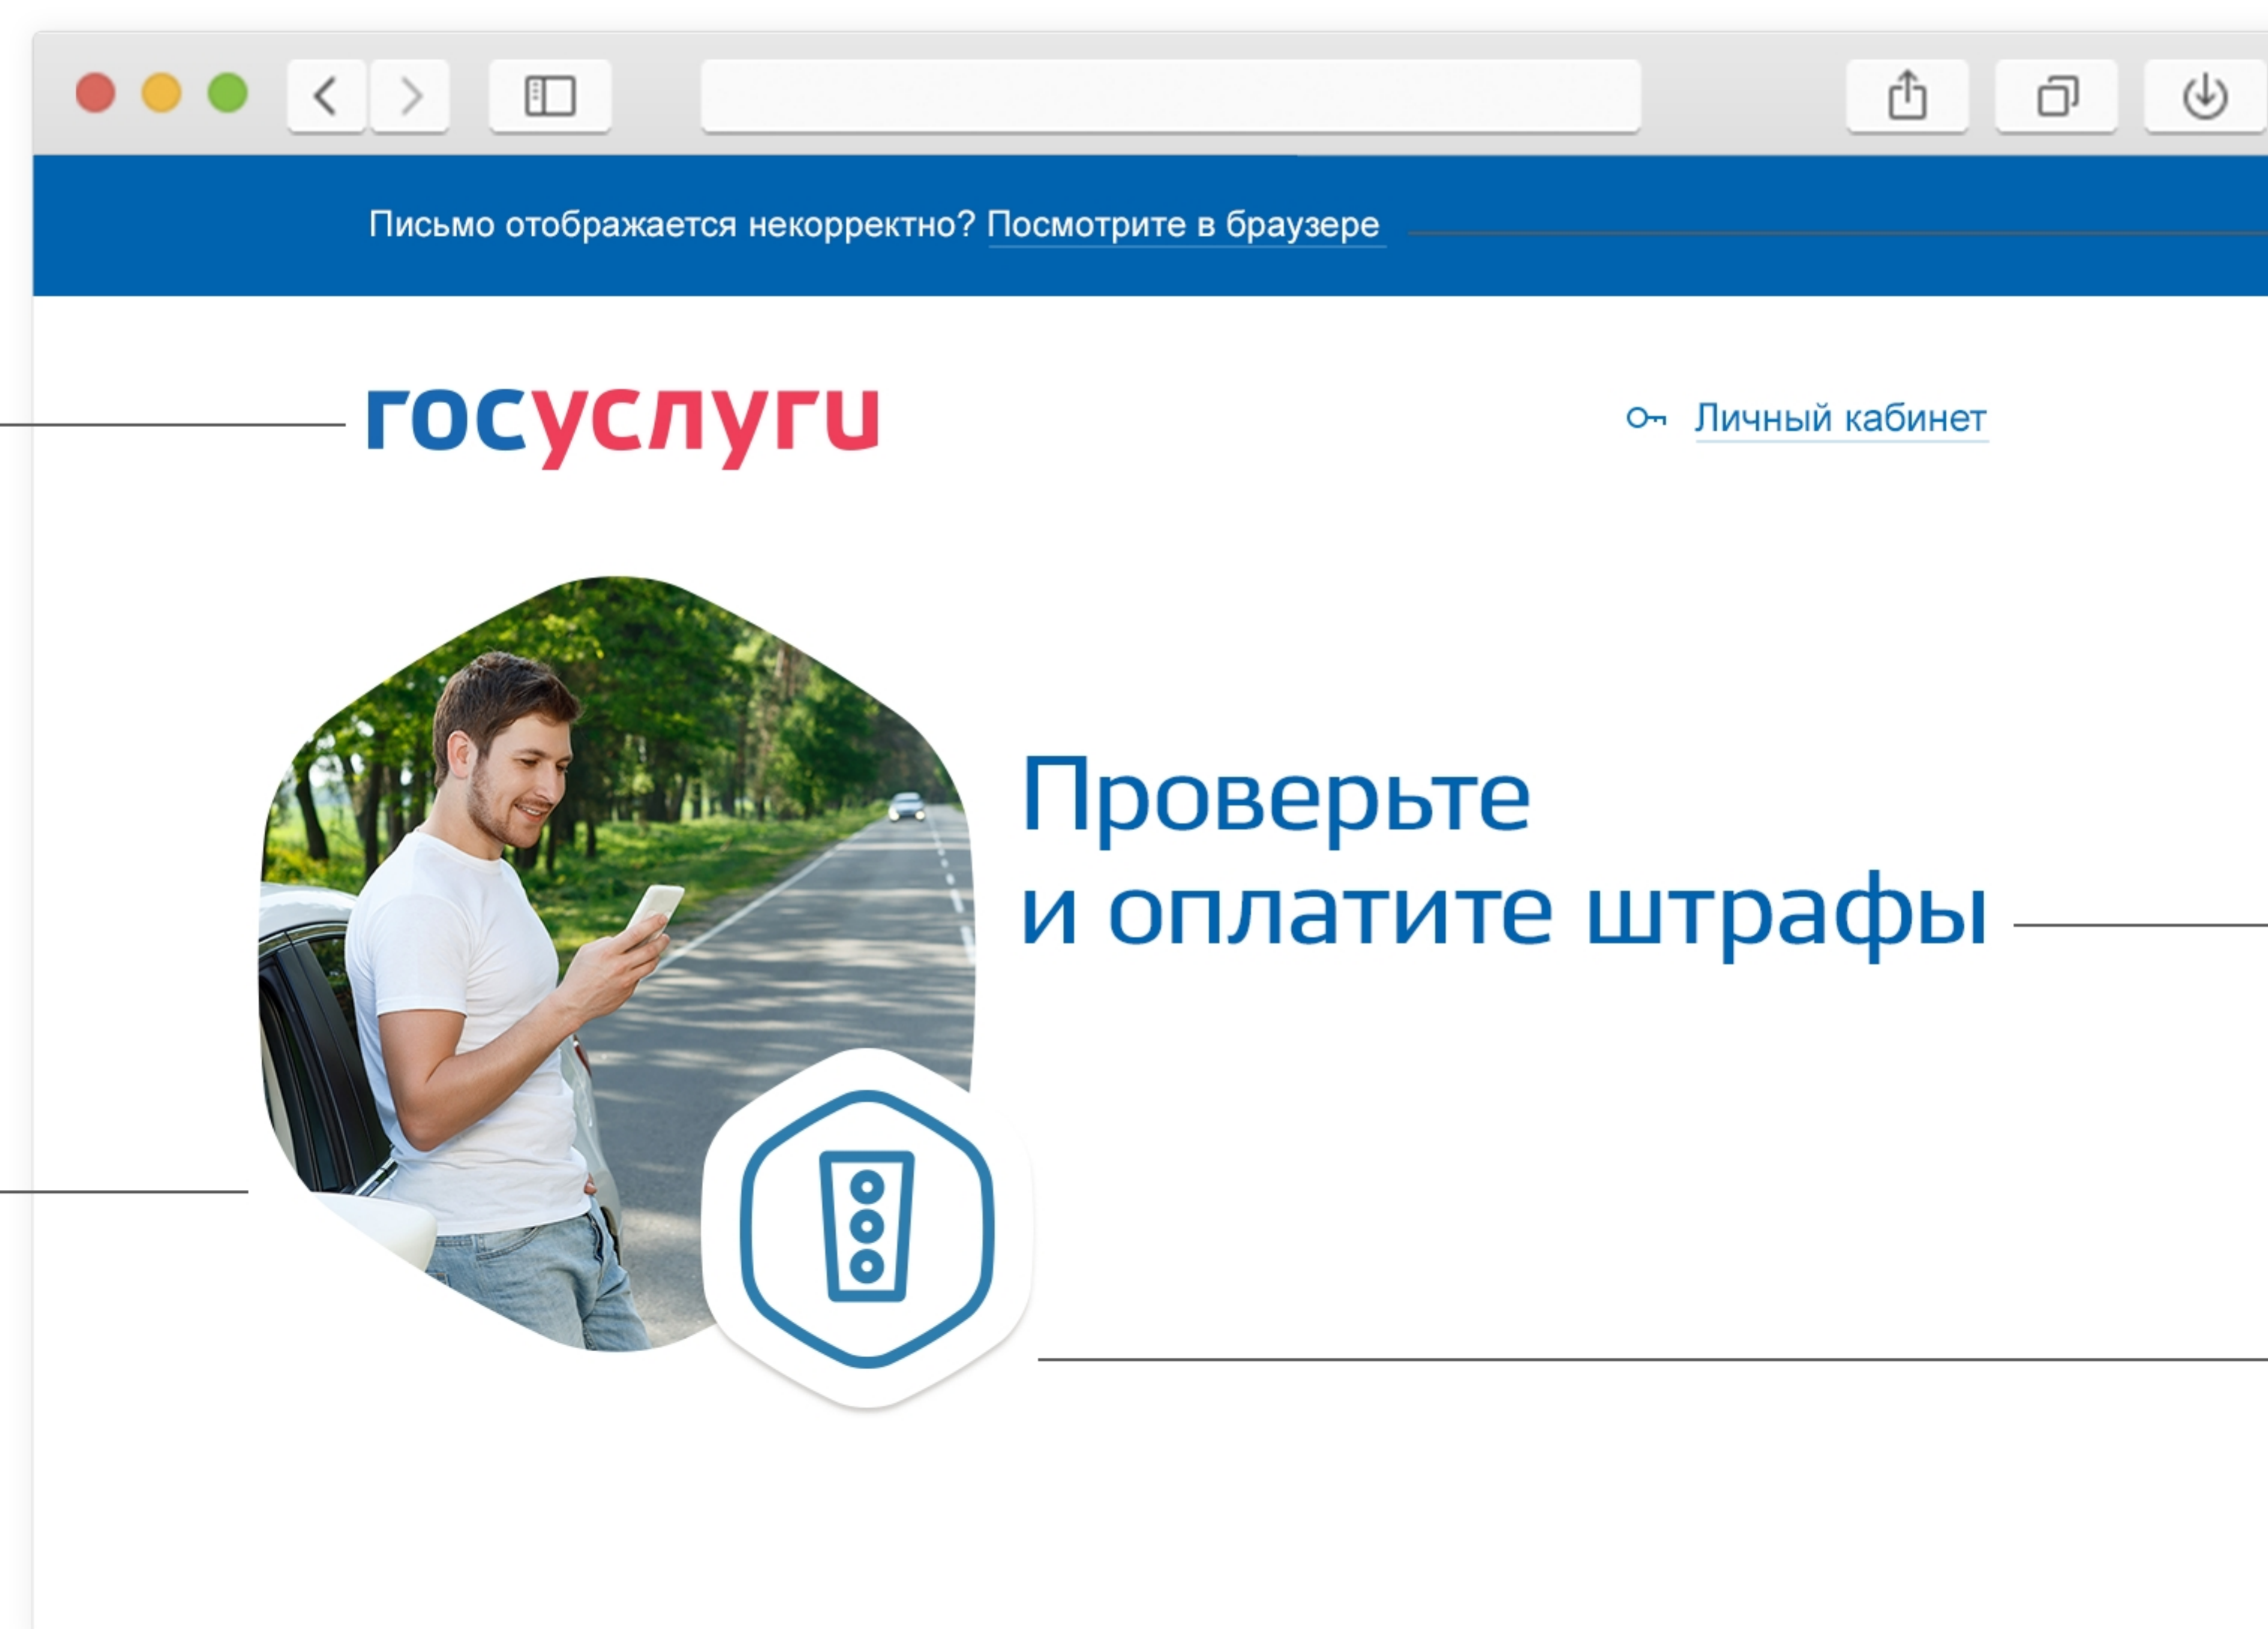 Письмо отображается некорректно? Посмотрите в браузере
госуслуги
Личный кабинет
Проверьте
и оплатите штрафы